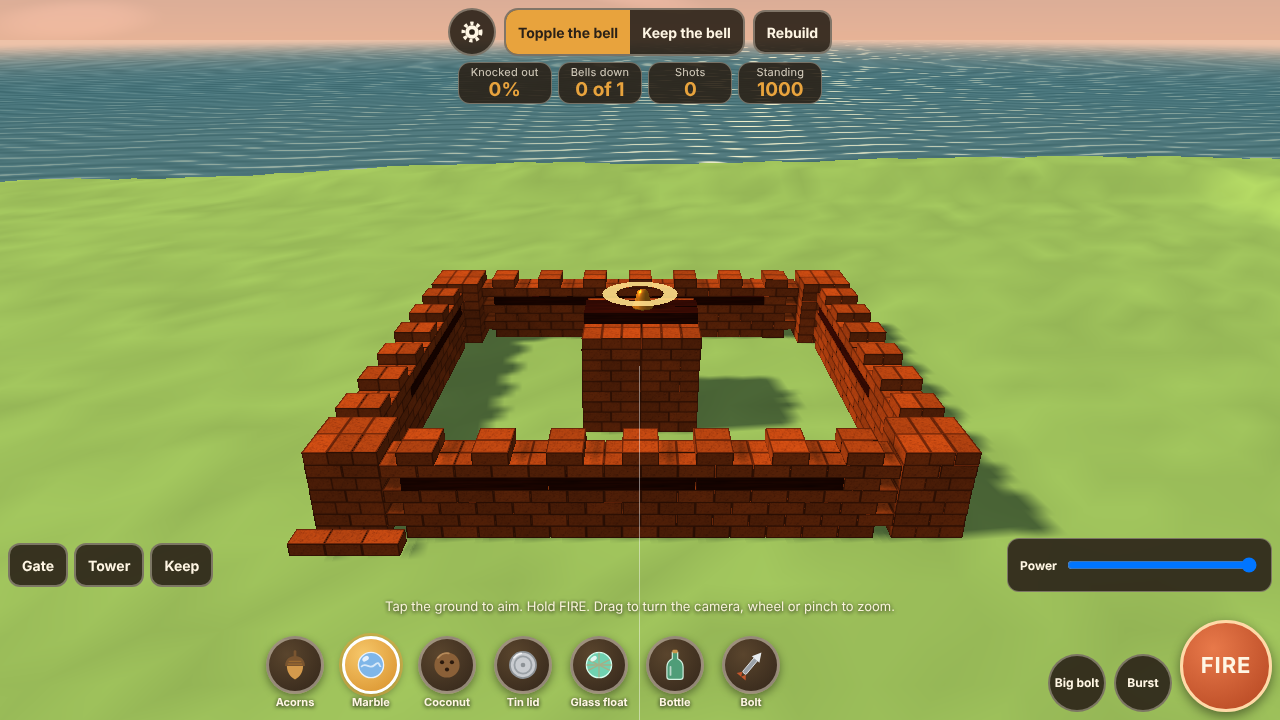 Topple the bell
Keep the bell
Rebuild
Knocked out
0%
Bells down
0 of 1
Shots
0
Standing
1000
Gate
Tower
Keep
Power
Tap the ground to aim. Hold FIRE. Drag to turn the camera, wheel or pinch to zoom.
Acorns
Marble
Coconut
Tin lid
Glass float
Bottle
Bolt
Big bolt
Burst
FIRE